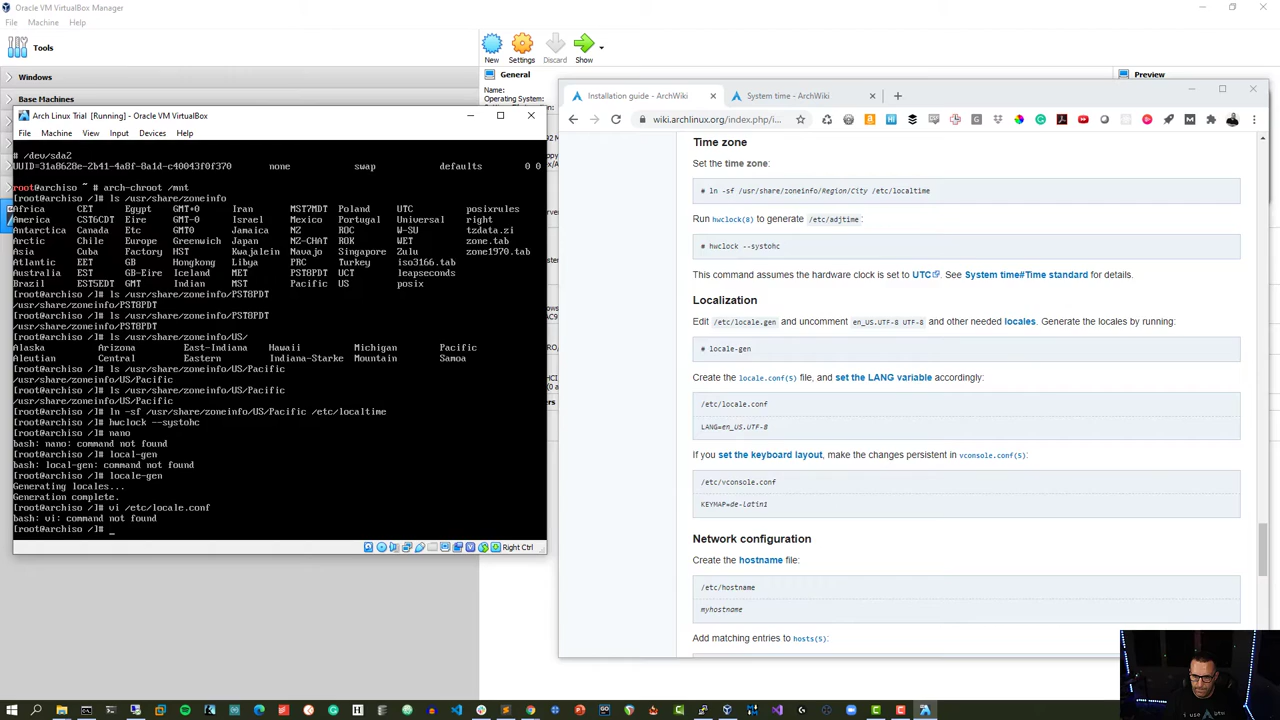 Oracle VM VirtualBox Manager
File Machine Help
Tools
New Settings Discard Show
Windows
General
Preview
Base Machines
Name:
Operating System:
Arch Linux Trial [Running] - Oracle VM VirtualBox
File Machine View Input Devices Help
# /dev/sda2
UUID=31a8628e-2b41-4a8f-8a1d-c40043f0f370 none swap defaults 0 0
root@archiso ~ # arch-chroot /mnt
[root@archiso /]# ls /usr/share/zoneinfo
Africa CET Egypt GMT+0 Iran MST7MDT Poland UTC posixrules
America CST6CDT Eire GMT-0 Israel Mexico Portugal Universal right
Antarctica Canada Etc GMT0 Jamaica NZ ROC W-SU tzdata.zi
Arctic Chile Europe Greenwich Japan NZ-CHAT ROK WET zone.tab
Asia Cuba Factory HST Kwajalein Navajo Singapore Zulu zone1970.tab
Atlantic EET GB Hongkong Libya PRC Turkey iso3166.tab
Australia EST GB-Eire Iceland MET PST8PDT UCT leapseconds
Brazil EST5EDT GMT Indian MST Pacific US posix
[root@archiso /]# ls /usr/share/zoneinfo/PST8PDT
/usr/share/zoneinfo/PST8PDT
[root@archiso /]# ls /usr/share/zoneinfo/PST8PDT
/usr/share/zoneinfo/PST8PDT
[root@archiso /]# ls /usr/share/zoneinfo/US/
Alaska Arizona East-Indiana Hawaii Michigan Pacific
Aleutian Central Eastern Indiana-Starke Mountain Samoa
[root@archiso /]# ls /usr/share/zoneinfo/US/Pacific
/usr/share/zoneinfo/US/Pacific
[root@archiso /]# ls /usr/share/zoneinfo/US/Pacific
/usr/share/zoneinfo/US/Pacific
[root@archiso /]# ln -sf /usr/share/zoneinfo/US/Pacific /etc/localtime
[root@archiso /]# hwclock --systohc
[root@archiso /]# nano
bash: nano: command not found
[root@archiso /]# local-gen
bash: local-gen: command not found
[root@archiso /]# locale-gen
Generating locales...
Generation complete.
[root@archiso /]# vi /etc/locale.conf
bash: vi: command not found
[root@archiso /]# _
Right Ctrl
Installation guide - ArchWiki
System time - ArchWiki
wiki.archlinux.org/index.php/i...
Time zone
Set the time zone:
# ln -sf /usr/share/zoneinfo/Region/City /etc/localtime
Run hwclock(8) to generate /etc/adjtime:
# hwclock --systohc
This command assumes the hardware clock is set to UTC. See System time#Time standard for details.
Localization
Edit /etc/locale.gen and uncomment en_US.UTF-8 UTF-8 and other needed locales. Generate the locales by running:
# locale-gen
Create the locale.conf(5) file, and set the LANG variable accordingly:
/etc/locale.conf
LANG=en_US.UTF-8
If you set the keyboard layout, make the changes persistent in vconsole.conf(5):
/etc/vconsole.conf
KEYMAP=de-latin1
Network configuration
Create the hostname file:
/etc/hostname
myhostname
Add matching entries to hosts(5):